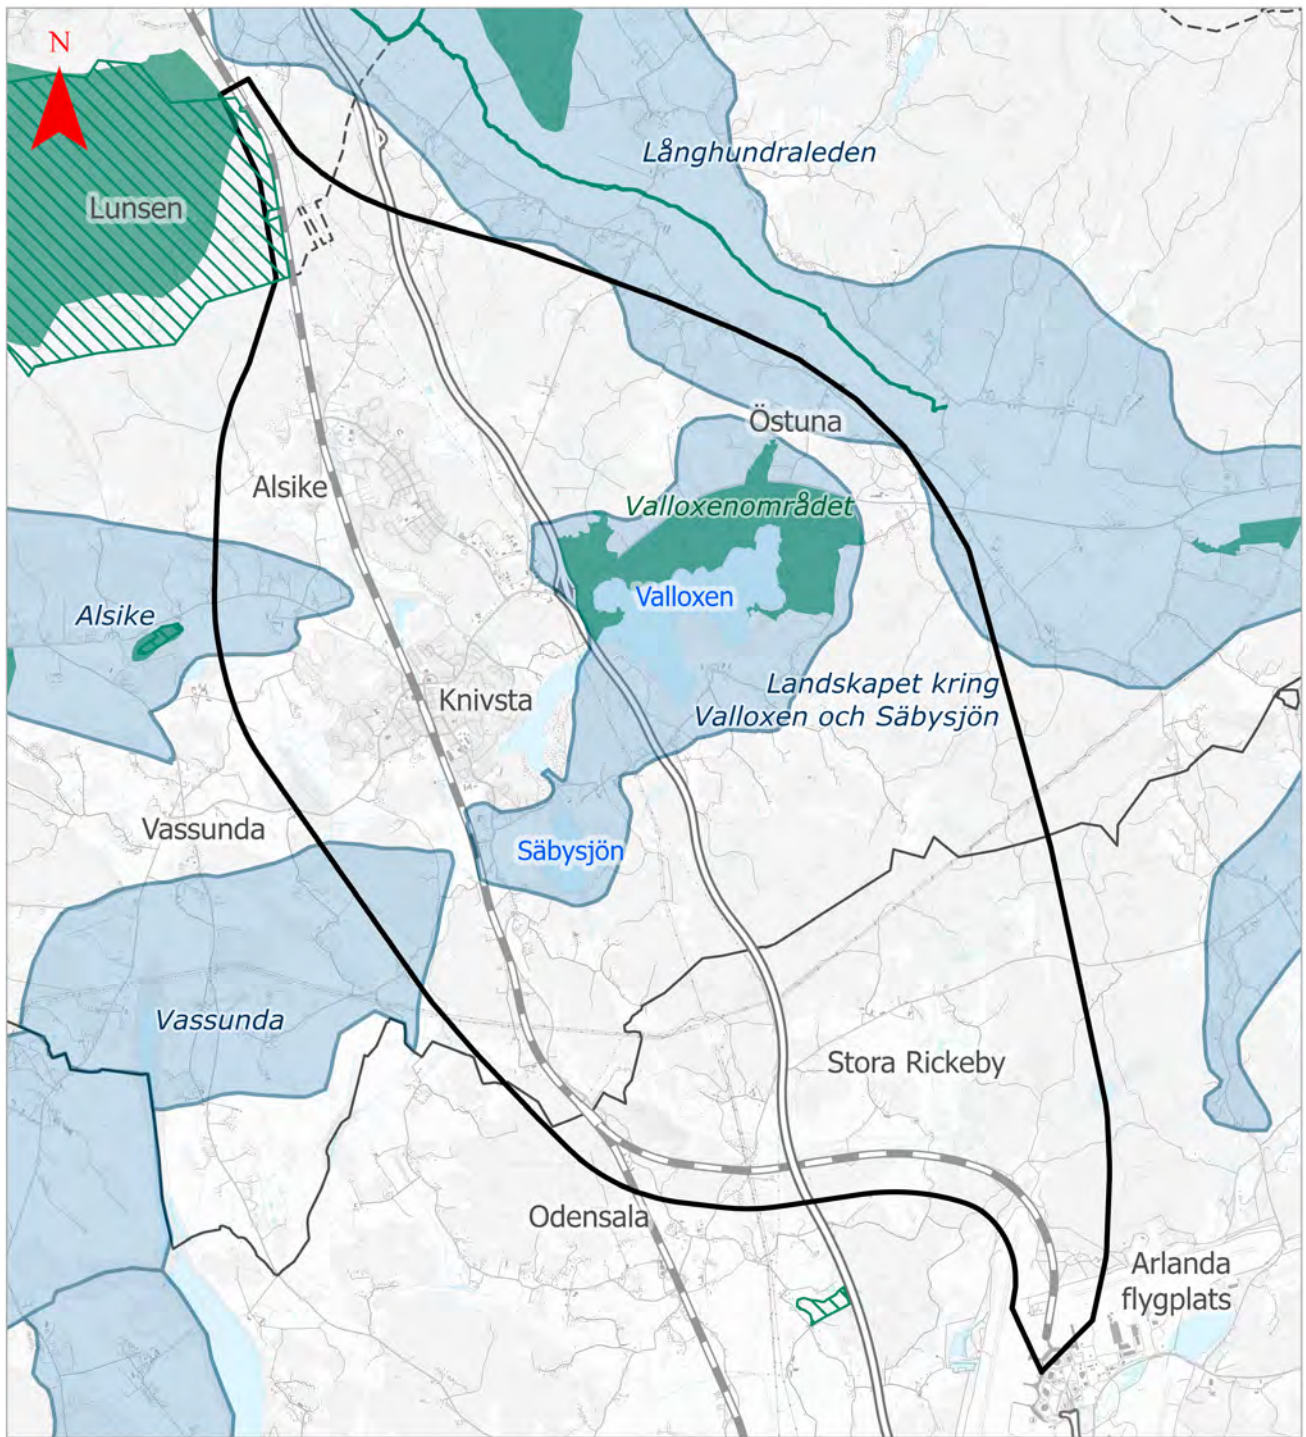 N
Långhundraleden
Lunsen
Östuna
Alsike
Valloxenområdet
Valloxen
Alsike
Landskapet kring
Valloxen och Säbysjön
Knivsta
Vassunda
Säbysjön
Vassunda
Stora Rickeby
Odensala
Arlanda
flygplats